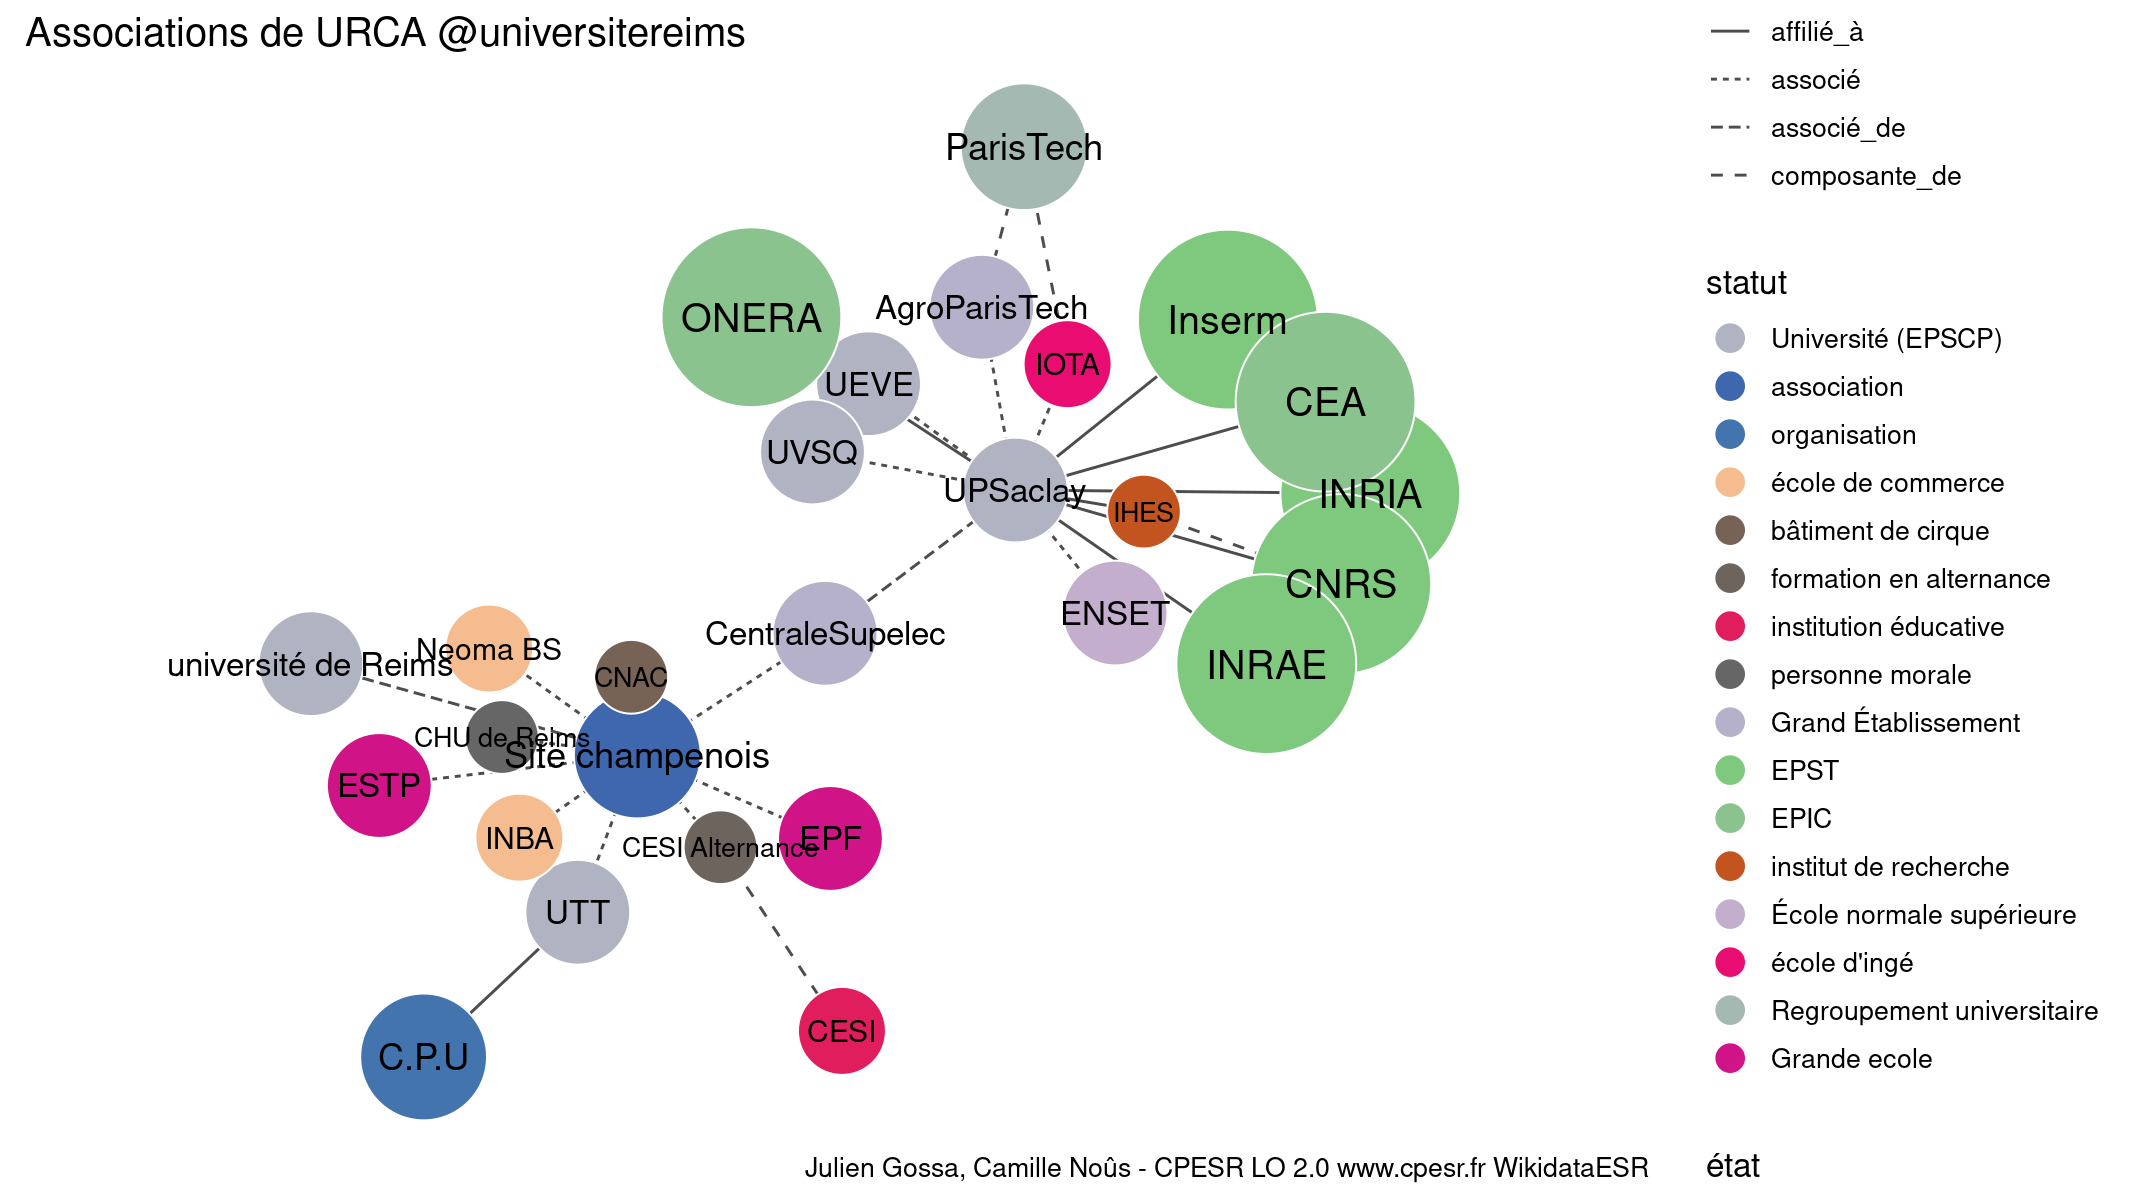 Associations de URCA @universitereims
affilié_à
associé
associé_de
composante_de
ParisTech
ONERA
AgroParisTech
Inserm
IOTA
UEVE
CEA
UVSQ
UPSaclay
INRIA
IHES
CNRS
ENSET
CentraleSupelec
INRAE
Neoma BS
université de Reims
CNAC
CHU de Reims
Site champenois
ESTP
INBA
CESI Alternance
EPF
UTT
CESI
C.P.U
statut
Université (EPSCP)
association
organisation
école de commerce
bâtiment de cirque
formation en alternance
institution éducative
personne morale
Grand Établissement
EPST
EPIC
institut de recherche
École normale supérieure
école d'ingé
Regroupement universitaire
Grande ecole
état
Julien Gossa, Camille Noûs - CPESR LO 2.0 www.cpesr.fr WikidataESR